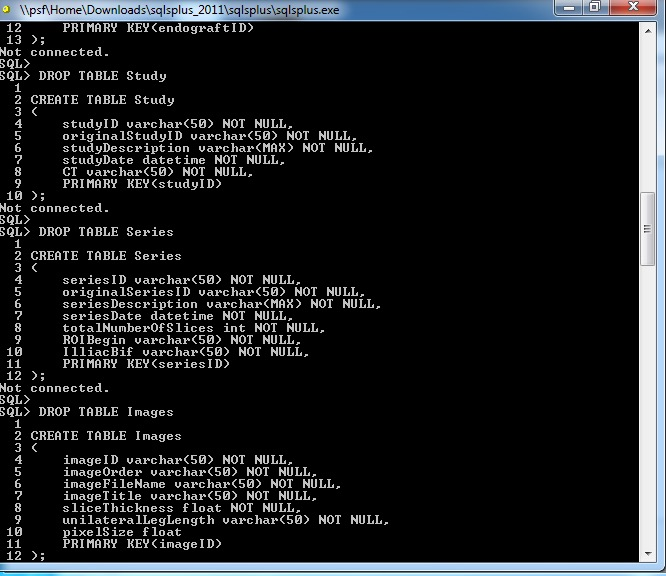 \\psf\Home\Downloads\sqlsplus_2011\sqlsplus\sqlsplus.exe
12 PRIMARY KEY(endograftID)
13 );
Not connected.
SQL>
SQL> DROP TABLE Study
1
2 CREATE TABLE Study
3 (
4 studyID varchar(50) NOT NULL,
5 originalStudyID varchar(50) NOT NULL,
6 studyDescription varchar(MAX) NOT NULL,
7 studyDate datetime NOT NULL,
8 CT varchar(50) NOT NULL,
9 PRIMARY KEY(studyID)
10 );
Not connected.
SQL>
SQL> DROP TABLE Series
1
2 CREATE TABLE Series
3 (
4 seriesID varchar(50) NOT NULL,
5 originalSeriesID varchar(50) NOT NULL,
6 seriesDescription varchar(MAX) NOT NULL,
7 seriesDate datetime NOT NULL,
8 totalNumberOfSlices int NOT NULL,
9 ROIBegin varchar(50) NOT NULL,
10 IlliacBif varchar(50) NOT NULL,
11 PRIMARY KEY(seriesID)
12 );
Not connected.
SQL>
SQL> DROP TABLE Images
1
2 CREATE TABLE Images
3 (
4 imageID varchar(50) NOT NULL,
5 imageOrder varchar(50) NOT NULL,
6 imageFileName varchar(50) NOT NULL,
7 imageTitle varchar(50) NOT NULL,
8 sliceThickness float NOT NULL,
9 unilateralLegLength varchar(50) NOT NULL,
10 pixelSize float
11 PRIMARY KEY(imageID)
12 );